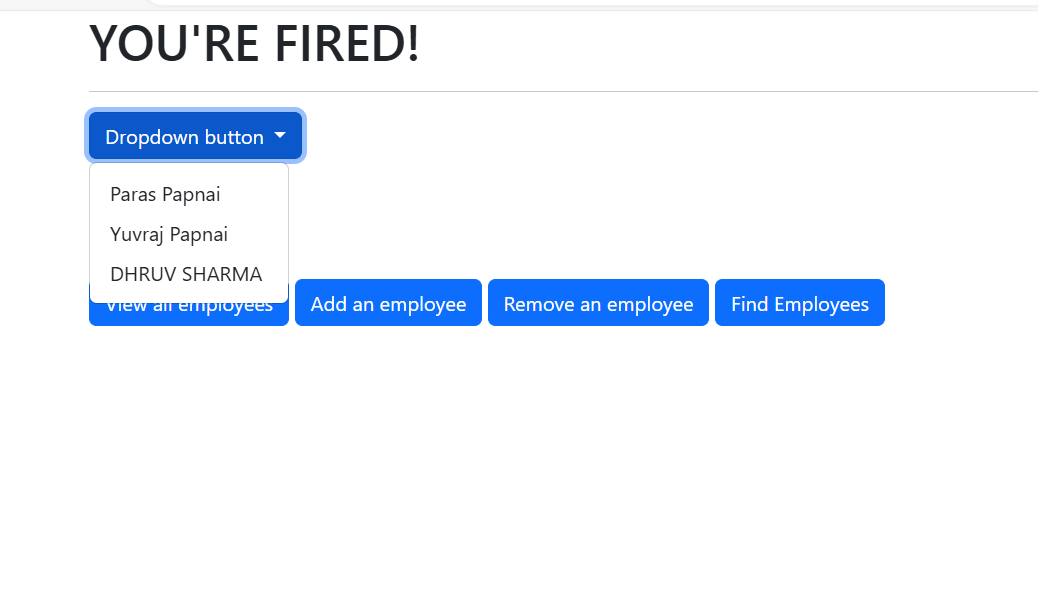 YOU'RE FIRED!
Dropdown button
Paras Papnai
Yuvraj Papnai
DHRUV SHARMA
View all employees Add an employee Remove an employee Find Employees